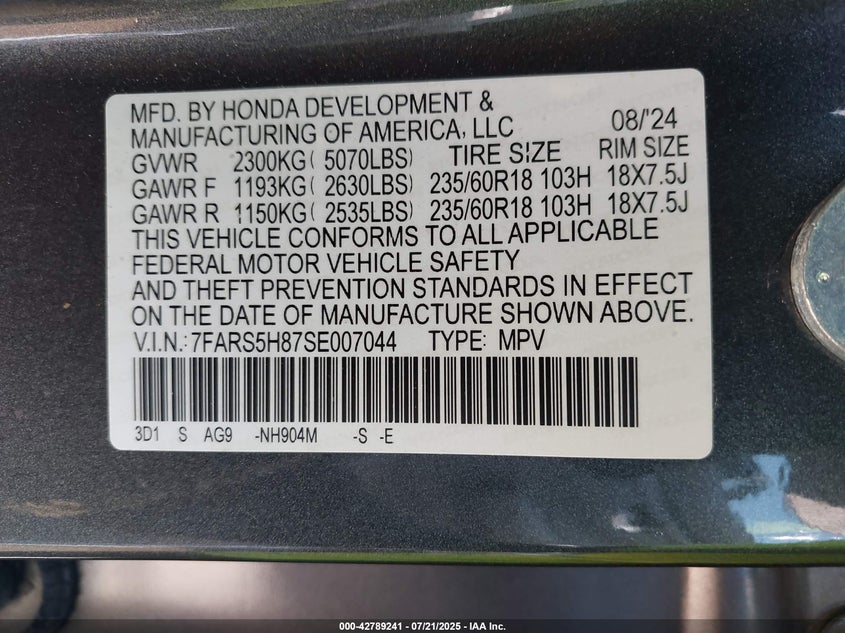 MFD. BY HONDA DEVELOPMENT &
MANUFACTURING OF AMERICA, LLC 08/'24
GVWR 2300KG( 5070LBS) TIRE SIZE RIM SIZE
GAWR F 1193KG( 2630LBS) 235/60R18 103H 18X7.5J
GAWR R 1150KG( 2535LBS) 235/60R18 103H 18X7.5J
THIS VEHICLE CONFORMS TO ALL APPLICABLE
FEDERAL MOTOR VEHICLE SAFETY
AND THEFT PREVENTION STANDARDS IN EFFECT
ON THE DATE OF MANUFACTURE SHOWN ABOVE.
V.I.N.:7FARS5H87SE007044 TYPE: MPV
3D1 S AG9 -NH904M -S -E
000-42789241 - 07/21/2025 - IAA Inc.